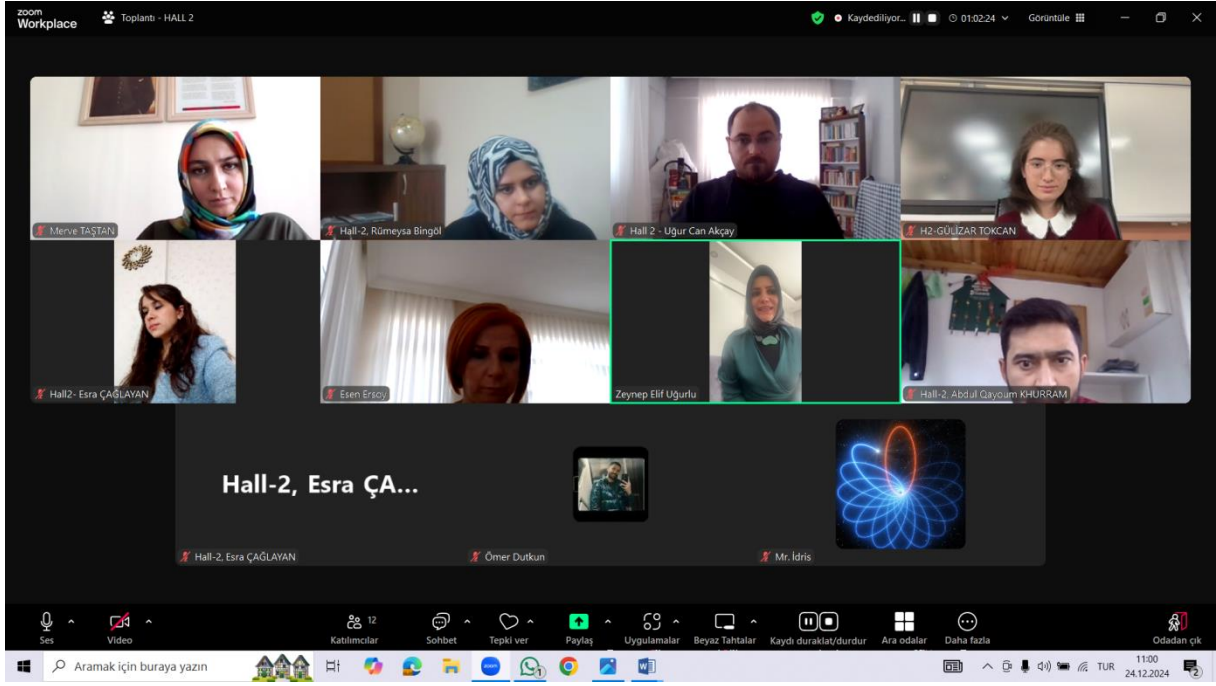 zoom
Workplace
Toplantı - HALL 2
Kaydediliyor...
01:02:24
Görüntüle
Merve TAŞTAN
Hall-2, Rümeysa Bingöl
Hall 2 - Uğur Can Akçay
H2-GÜLİZAR TOKCAN
Hall2- Esra ÇAĞLAYAN
Esen Ersoy
Zeynep Elif Uğurlu
Hall-2, Abdul Qayoum KHURRAM
Hall-2, Esra ÇA...
Hall-2, Esra ÇAĞLAYAN
Ömer Dutkun
Mr. İdris
12
Ses
Video
Katılımcılar
Sohbet
Tepki ver
Paylaş
Uygulamalar
Beyaz Tahtalar
Kaydı duraklat/durdur
Ara odalar
Daha fazla
Odadan çık
Aramak için buraya yazın
zoom
1
TUR
11:00
24.12.2024
2